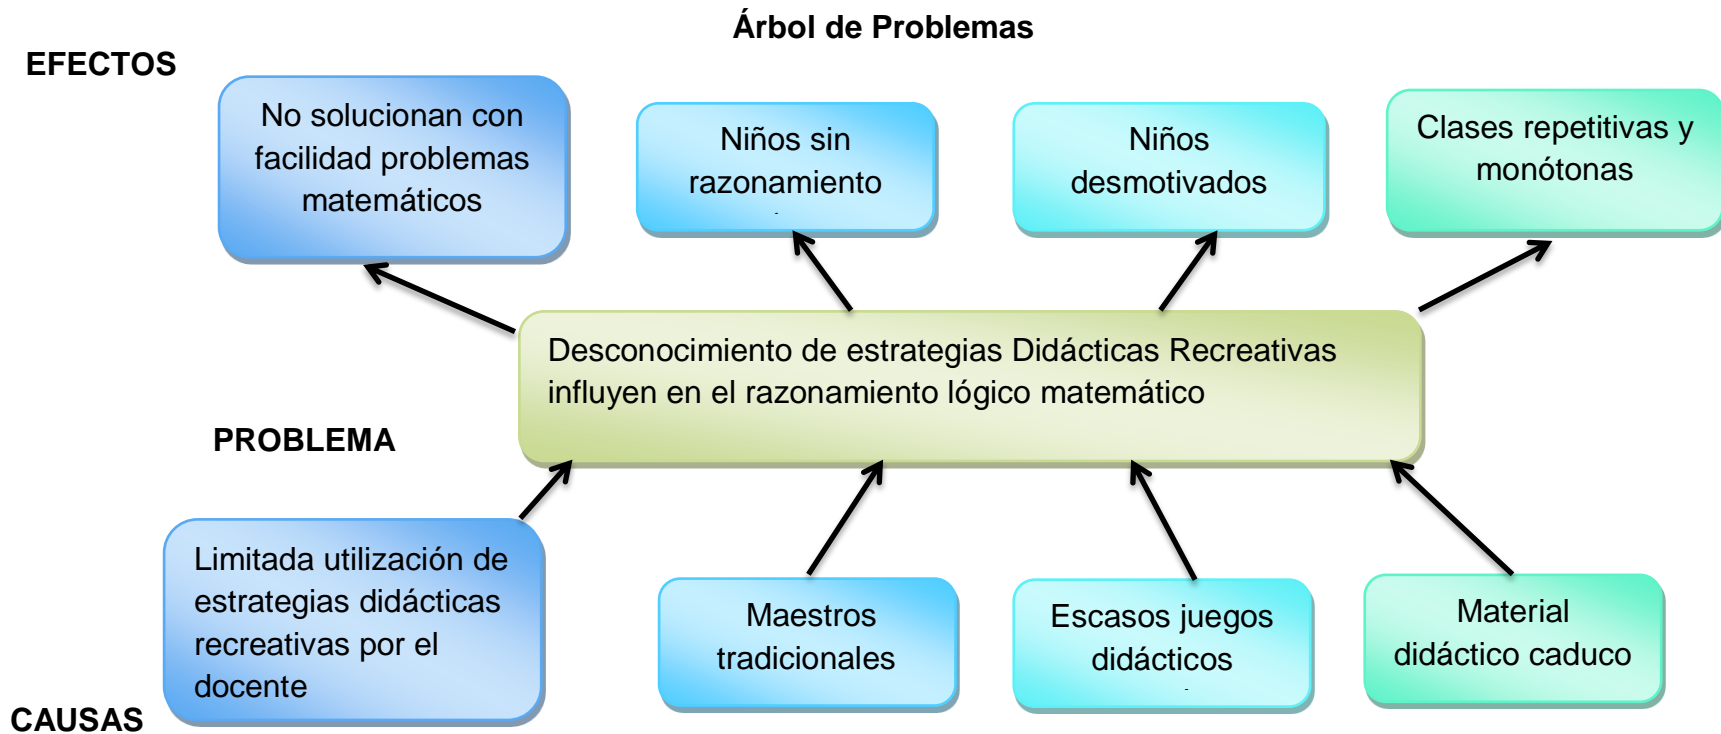 Árbol de Problemas
EFECTOS
No solucionan con
facilidad problemas
matemáticos
Niños sin
razonamiento
Niños
desmotivados
Clases repetitivas y
monótonas
Desconocimiento de estrategias Didácticas Recreativas
influyen en el razonamiento lógico matemático
PROBLEMA
Limitada utilización de
estrategias didácticas
recreativas por el
docente
Maestros
tradicionales
Escasos juegos
didácticos
Material
didáctico caduco
CAUSAS